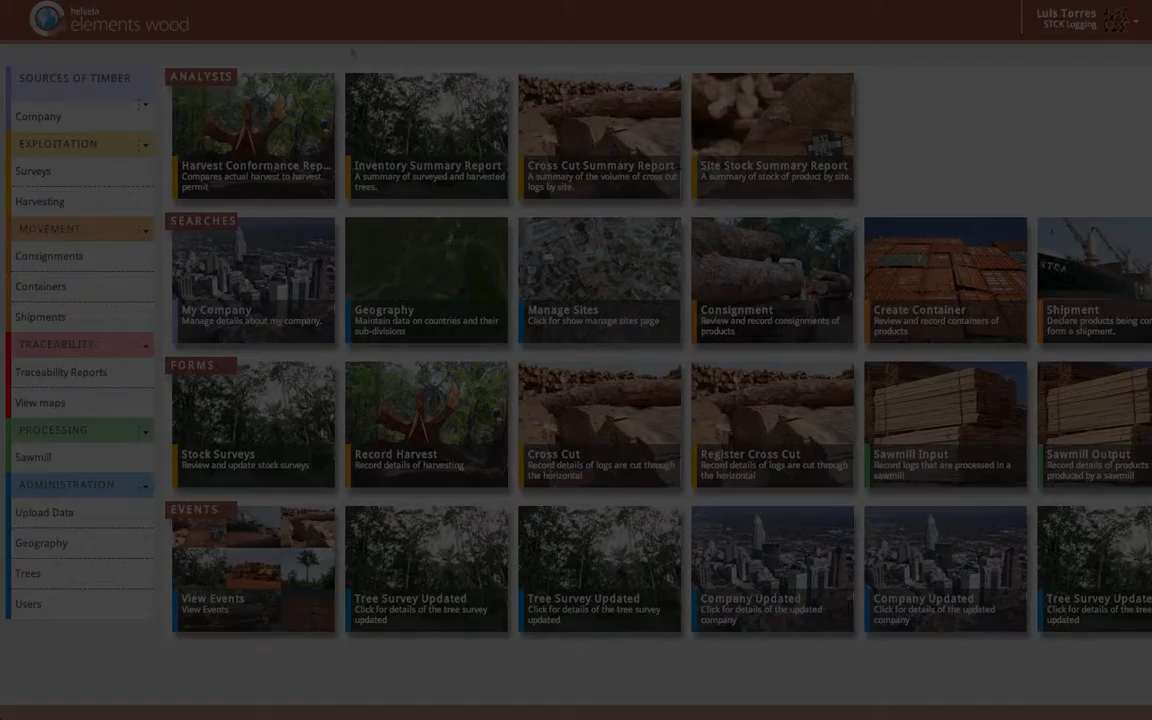 helveta
elements wood
Luis Torres
STCK Logging
SOURCES OF TIMBER
Company
EXPLOITATION
Surveys
Harvesting
MOVEMENT
Consignments
Containers
Shipments
TRACEABILITY
Traceability Reports
View maps
PROCESSING
Sawmill
ADMINISTRATION
Upload Data
Geography
Trees
Users
ANALYSIS
Harvest Conformance Rep...
Compares actual harvest to harvest
permit
Inventory Summary Report
A summary of surveyed and harvested
trees.
Cross Cut Summary Report
A summary of the volume of cross cut
logs by site.
Site Stock Summary Report
A summary of stock of product by site.
SEARCHES
My Company
Manage details about my company.
Geography
Maintain data on countries and their
sub-divisions
Manage Sites
Click for show manage sites page
Consignment
Review and record consignments of
products
Create Container
Review and record containers of
products
Shipment
Declare products being con
form a shipment.
FORMS
Stock Surveys
Review and update stock surveys
Record Harvest
Record details of harvesting
Cross Cut
Record details of logs are cut through
the horizontal
Register Cross Cut
Record details of logs are cut through
the horizontal
Sawmill Input
Record logs that are processed in a
sawmill
Sawmill Output
Record details of products
produced by a sawmill
EVENTS
View Events
View Events
Tree Survey Updated
Click for details of the tree survey
updated
Tree Survey Updated
Click for details of the tree survey
updated
Company Updated
Click for details of the updated
company
Company Updated
Click for details of the updated
company
Tree Survey Update
Click for details of the tree
updated